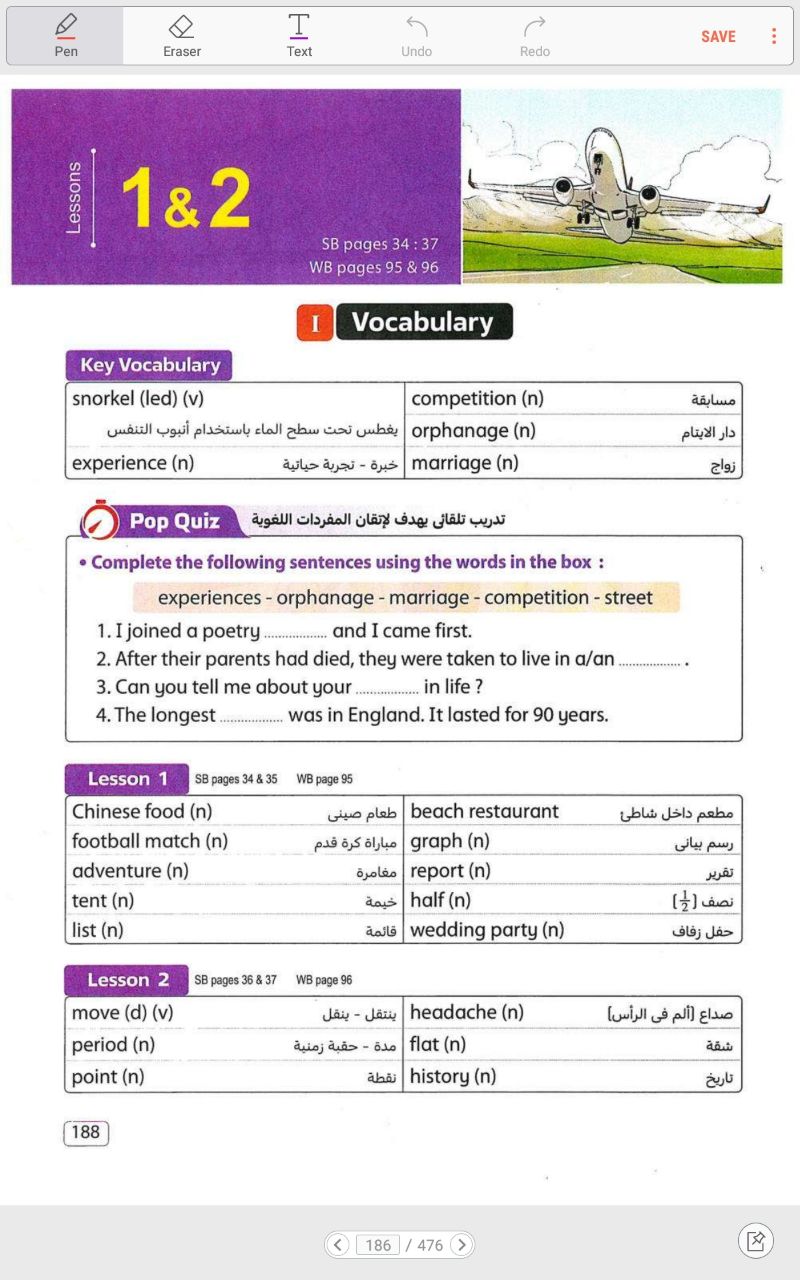 Pen
Eraser
Text
Undo
Redo
SAVE
Lessons
1 & 2
SB pages 34 : 37
WB pages 95 & 96
I Vocabulary
Key Vocabulary
snorkel (led) (v)
يغطس تحت سطح الماء باستخدام أنبوب التنفس
experience (n) خبرة - تجربة حياتية
competition (n) مسابقة
orphanage (n) دار الايتام
marriage (n) زواج
Pop Quiz تدريب تلقائى يهدف لإتقان المفردات اللغوية
• Complete the following sentences using the words in the box :
experiences - orphanage - marriage - competition - street
1. I joined a poetry .................. and I came first.
2. After their parents had died, they were taken to live in a/an .................. .
3. Can you tell me about your .................. in life ?
4. The longest .................. was in England. It lasted for 90 years.
Lesson 1 SB pages 34 & 35 WB page 95
Chinese food (n) طعام صينى
football match (n) مباراة كرة قدم
adventure (n) مغامرة
tent (n) خيمة
list (n) قائمة
beach restaurant مطعم داخل شاطئ
graph (n) رسم بيانى
report (n) تقرير
half (n) نصف [½]
wedding party (n) حفل زفاف
Lesson 2 SB pages 36 & 37 WB page 96
move (d) (v) ينتقل - ينقل
period (n) مدة - حقبة زمنية
point (n) نقطة
headache (n) صداع [ألم فى الرأس]
flat (n) شقة
history (n) تاريخ
188
186 / 476